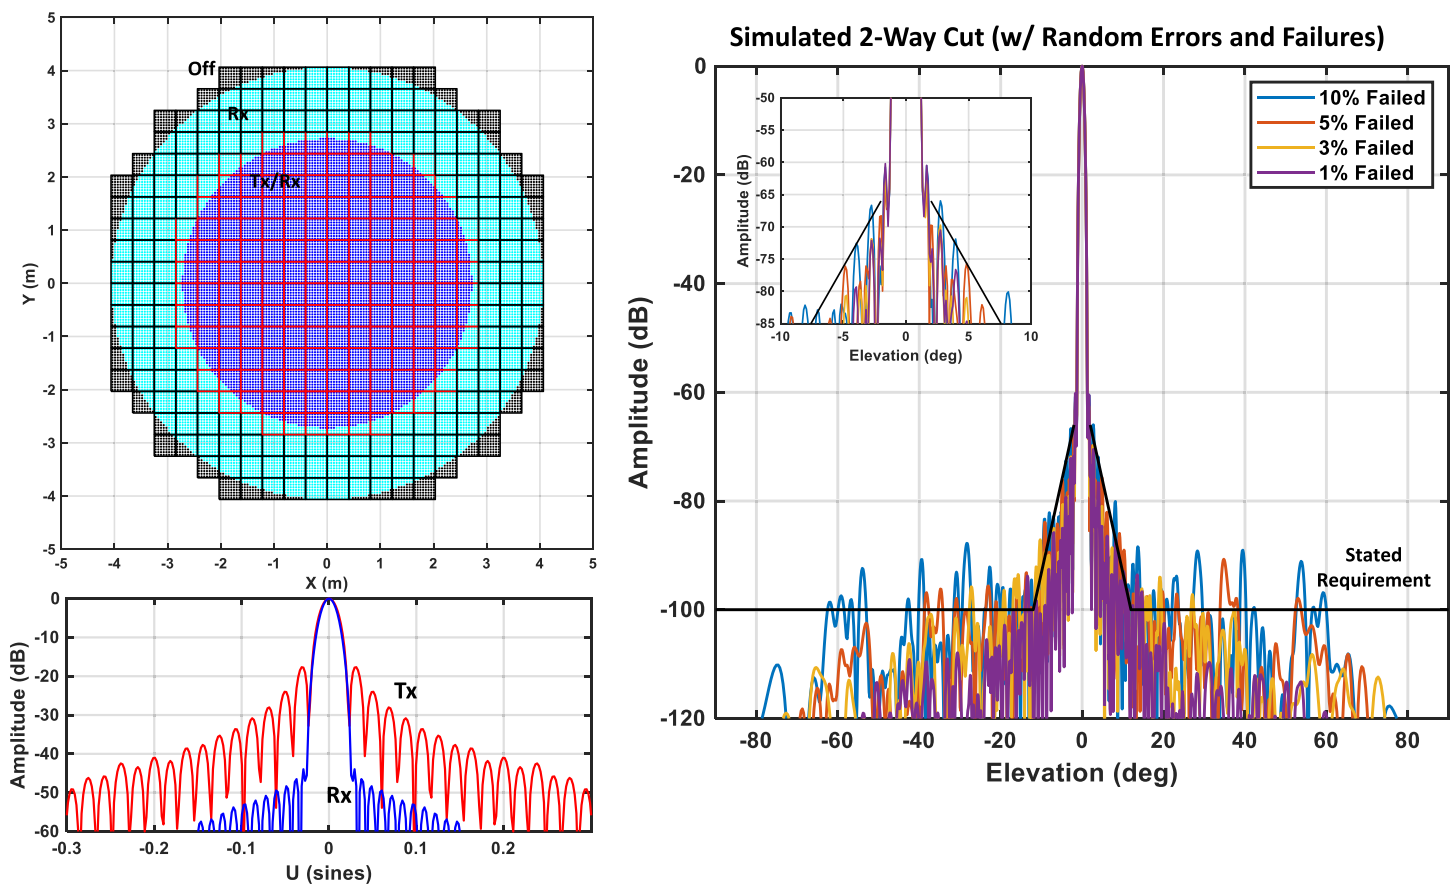 5
4
3
2
1
0
-1
-2
-3
-4
-5
Y (m)
Off
Rx
Tx/Rx
-5 -4 -3 -2 -1 0 1 2 3 4 5
X (m)
0
-10
-20
-30
-40
-50
-60
Amplitude (dB)
Tx
Rx
-0.3 -0.2 -0.1 0 0.1 0.2
U (sines)
Simulated 2-Way Cut (w/ Random Errors and Failures)
0
-20
-40
-60
-80
-100
-120
Amplitude (dB)
-50
-55
-60
-65
-70
-75
-80
-85
Amplitude (dB)
-10 -5 0 5 10
Elevation (deg)
10% Failed
5% Failed
3% Failed
1% Failed
Stated
Requirement
-80 -60 -40 -20 0 20 40 60 80
Elevation (deg)